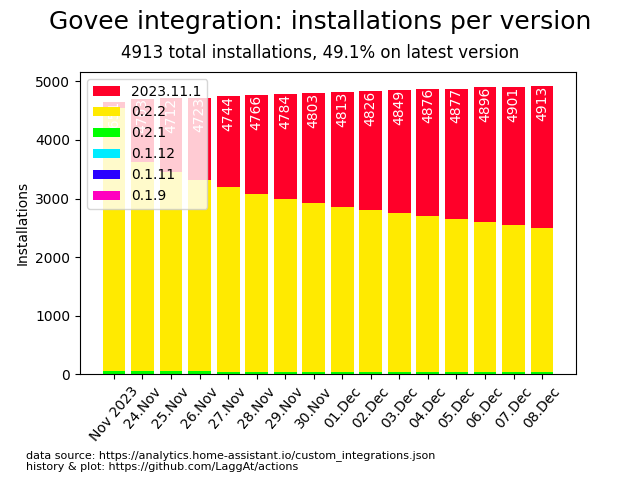 Govee integration: installations per version
4913 total installations, 49.1% on latest version
Installations
5000
4000
3000
2000
1000
0
2023.11.1
0.2.2
0.2.1
0.1.12
0.1.11
0.1.9
4712
4723
4744
4766
4784
4803
4813
4826
4849
4876
4877
4896
4901
4913
Nov 2023
24.Nov
25.Nov
26.Nov
27.Nov
28.Nov
29.Nov
30.Nov
01.Dec
02.Dec
03.Dec
04.Dec
05.Dec
06.Dec
07.Dec
08.Dec
data source: https://analytics.home-assistant.io/custom_integrations.json
history & plot: https://github.com/LaggAt/actions